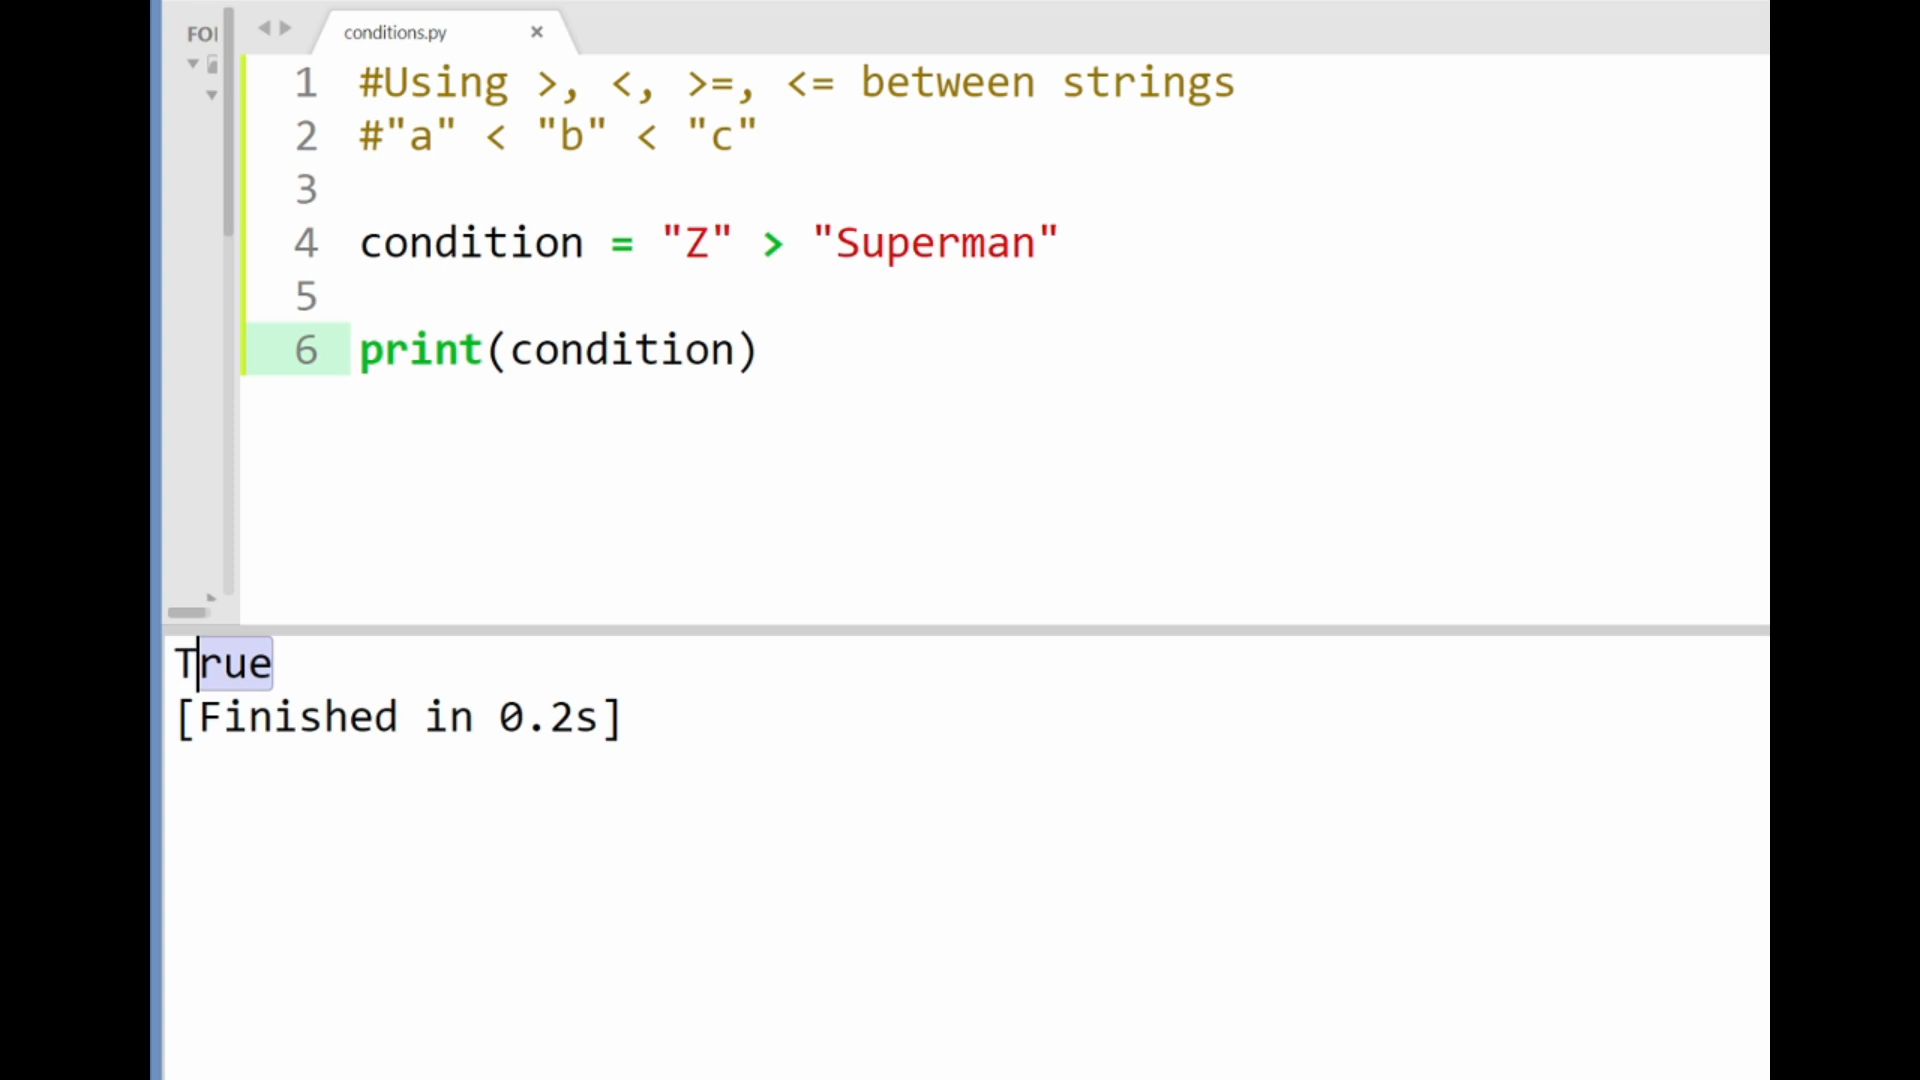 FOI
conditions.py ×
1 #Using >, <, >=, <= between strings
2 #"a" < "b" < "c"
3
4 condition = "Z" > "Superman"
5
6 print(condition)
True
[Finished in 0.2s]